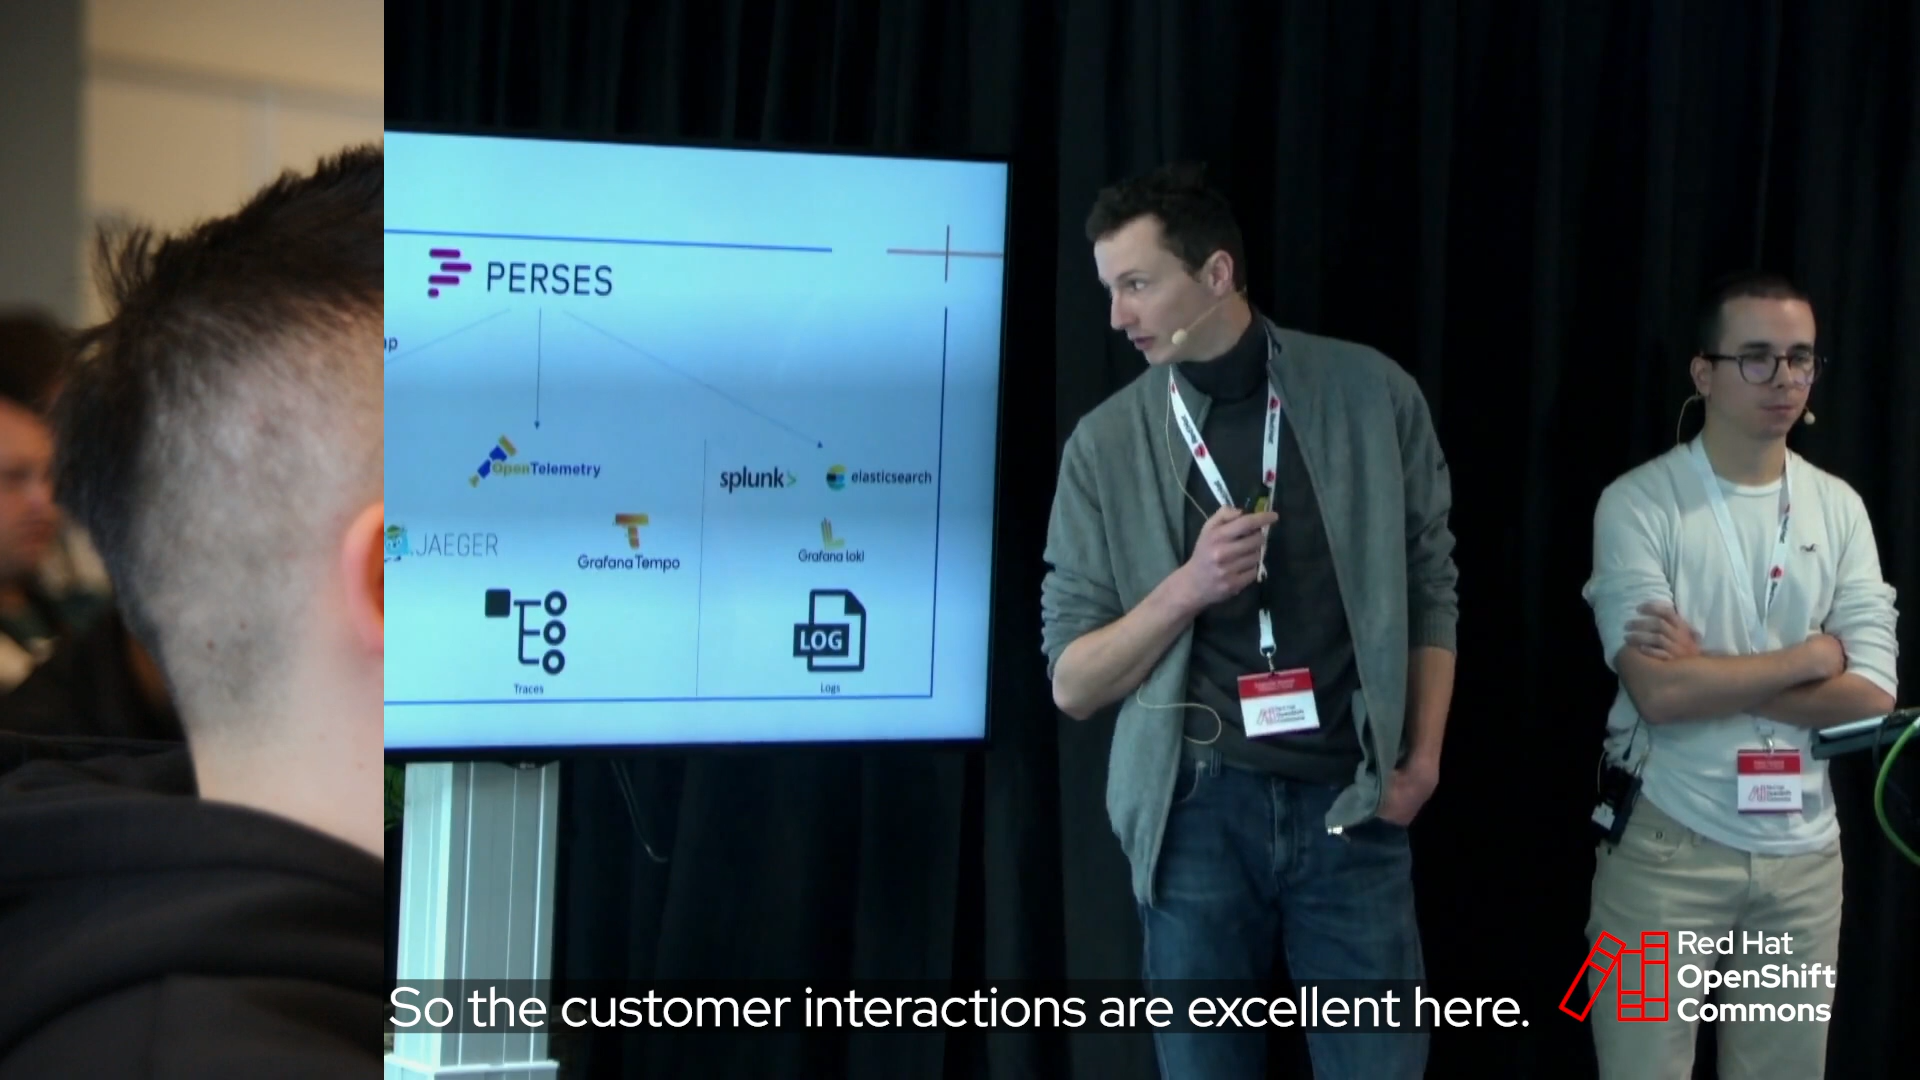 PERSES
OpenTelemetry
splunk>
elasticsearch
JAEGER
Grafana Tempo
Grafana loki
LOG
Traces
Logs
So the customer interactions are excellent here.
Red Hat
OpenShift
Commons